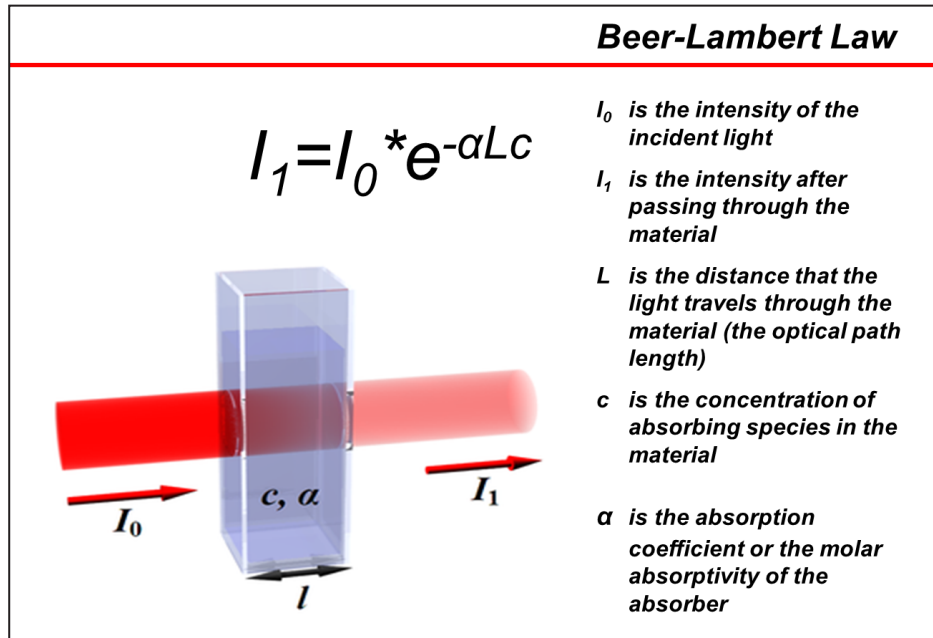 Beer-Lambert Law
I₁=I₀*e^-αLc
I₀ is the intensity of the
incident light
I₁ is the intensity after
passing through the
material
L is the distance that the
light travels through the
material (the optical path
length)
c is the concentration of
absorbing species in the
material
α is the absorption
coefficient or the molar
absorptivity of the
absorber
I₀
c, α
I₁
l